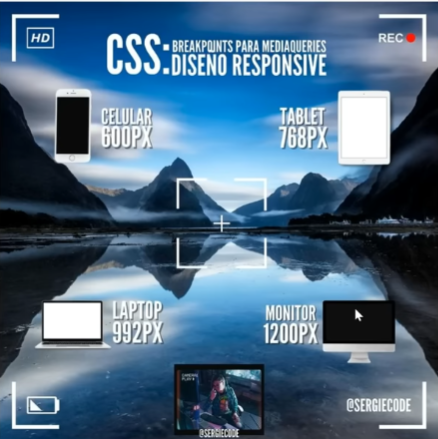 HD
REC
CSS: BREAKPOINTS PARA MEDIAQUERIES
DISENO RESPONSIVE
CELULAR
600PX
TABLET
768PX
LAPTOP
992PX
MONITOR
1200PX
@SERGIECODE
@SERGIECODE